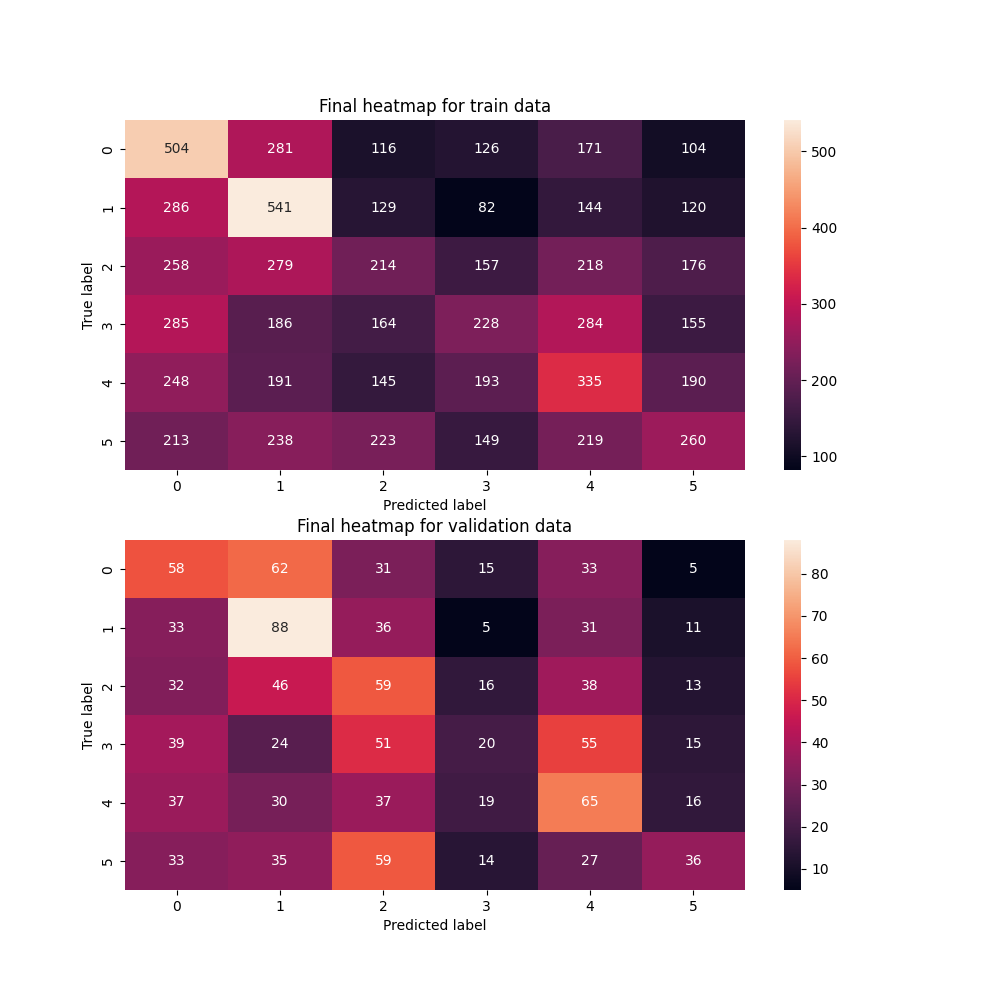 Final heatmap for train data
0 504 281 116 126 171 104
1 286 541 129 82 144 120
2 258 279 214 157 218 176
3 285 186 164 228 284 155
4 248 191 145 193 335 190
5 213 238 223 149 219 260
0 1 2 3 4 5
True label
Predicted label
500
400
300
200
100
Final heatmap for validation data
0 58 62 31 15 33 5
1 33 88 36 5 31 11
2 32 46 59 16 38 13
3 39 24 51 20 55 15
4 37 30 37 19 65 16
5 33 35 59 14 27 36
0 1 2 3 4 5
True label
Predicted label
80
70
60
50
40
30
20
10